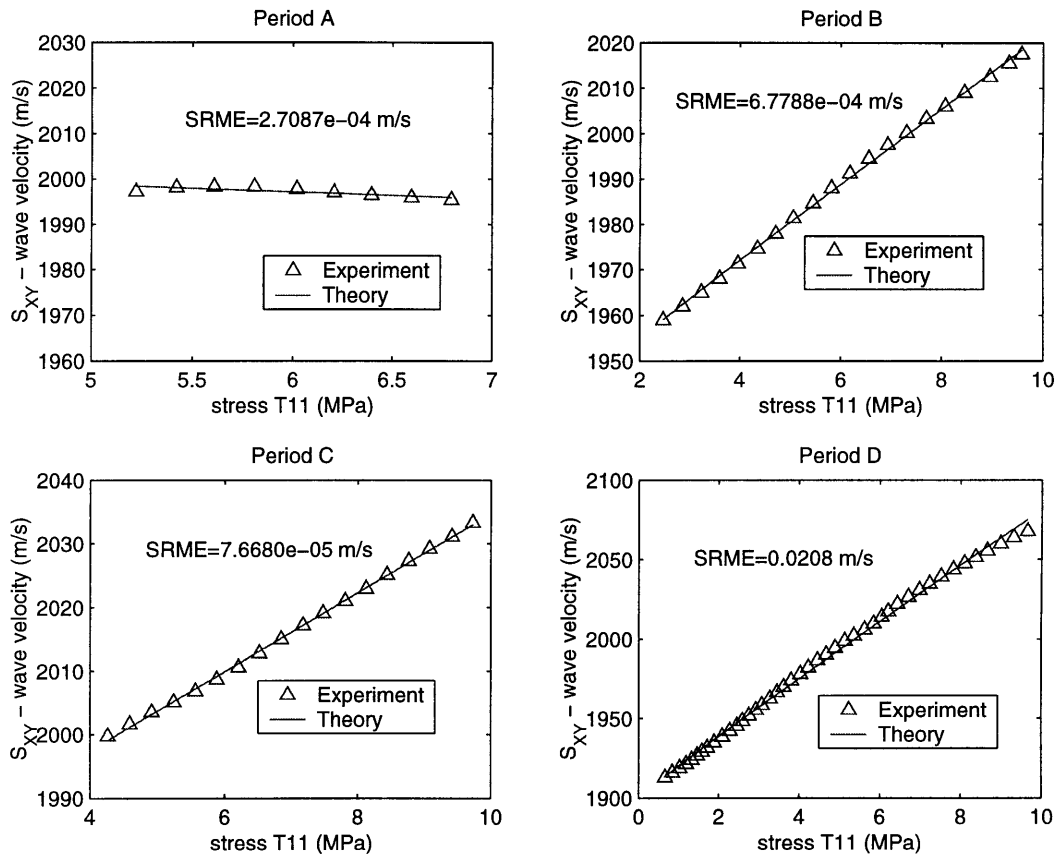 Period A
2030
2020
2010
2000
1990
1980
1970
1960
5
5.5
6
6.5
7
S_XY – wave velocity (m/s)
stress T11 (MPa)
SRME=2.7087e−04 m/s
Experiment
Theory
Period B
2020
2010
2000
1990
1980
1970
1960
1950
2
4
6
8
10
S_XY – wave velocity (m/s)
stress T11 (MPa)
SRME=6.7788e−04 m/s
Experiment
Theory
Period C
2040
2030
2020
2010
2000
1990
4
6
8
10
S_XY – wave velocity (m/s)
stress T11 (MPa)
SRME=7.6680e−05 m/s
Experiment
Theory
Period D
2100
2050
2000
1950
1900
0
2
4
6
8
10
S_XY – wave velocity (m/s)
stress T11 (MPa)
SRME=0.0208 m/s
Experiment
Theory